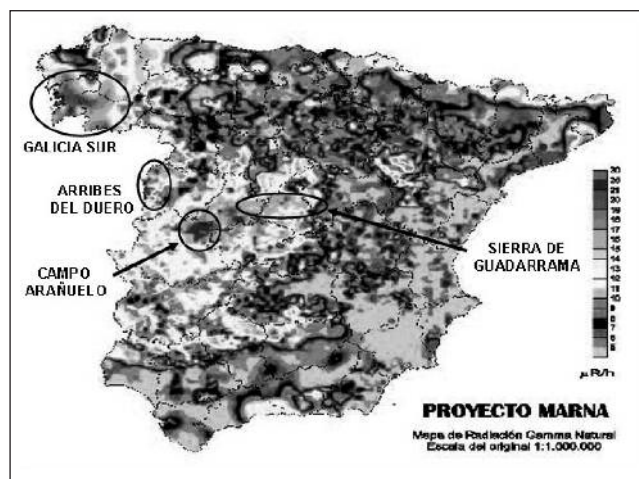 GALICIA SUR
ARRIBES
DEL DUERO
CAMPO
ARAÑUELO
SIERRA DE
GUADARRAMA
30
μR/h
PROYECTO MARNA
Mapa de Radiación Gamma Natural
Escala del original 1:1.000.000